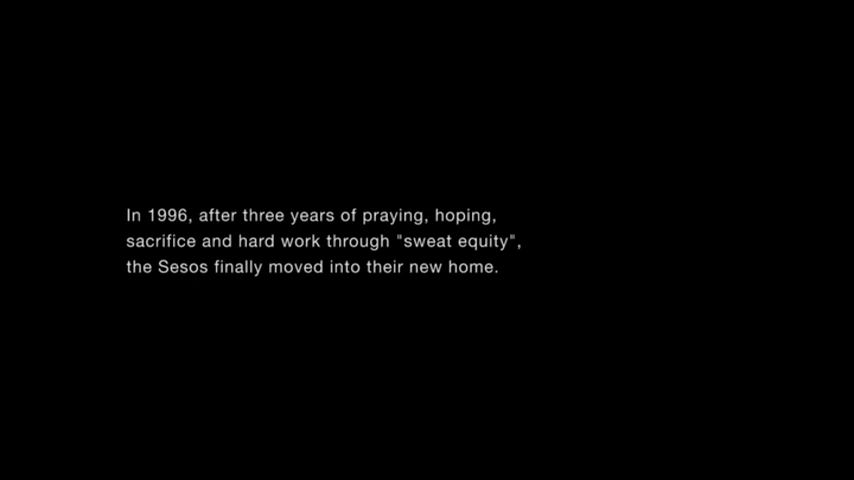 In 1996, after three years of praying, hoping,
sacrifice and hard work through "sweat equity",
the Sesos finally moved into their new home.